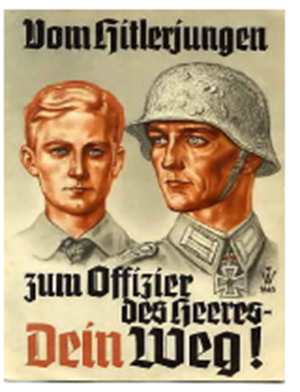 Vom Hitlerjungen
zum Offizier
des Heeres-
Dein Weg!